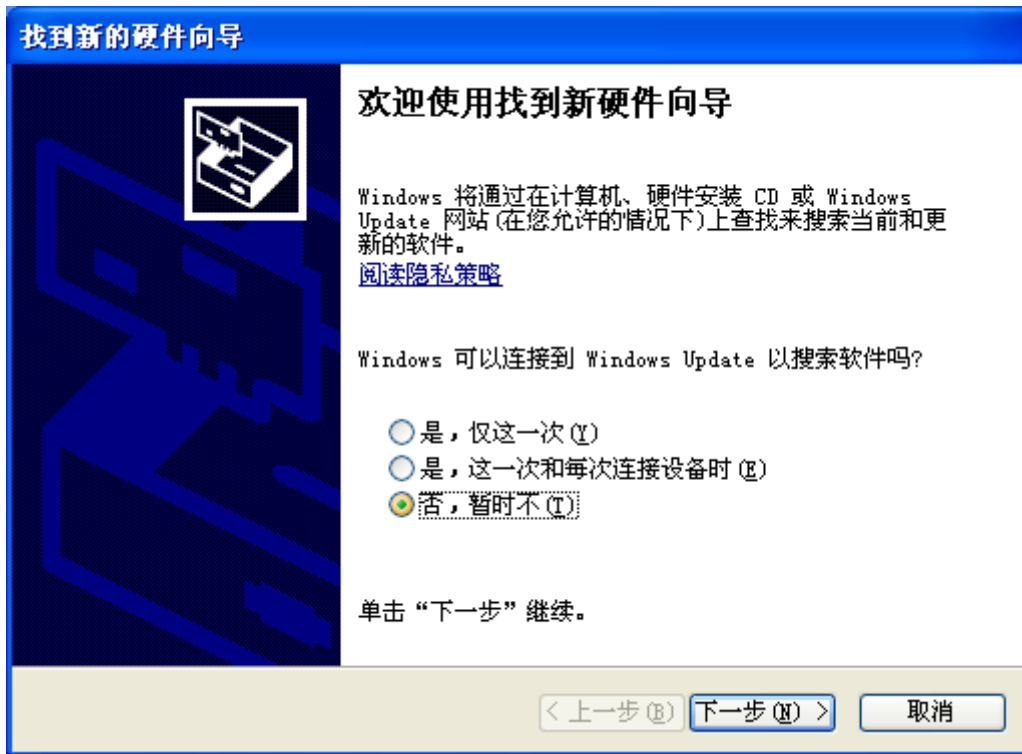 找到新的硬件向导
欢迎使用找到新硬件向导
Windows 将通过在计算机、硬件安装 CD 或 Windows
Update 网站(在您允许的情况下)上查找来搜索当前和更
新的软件。
阅读隐私策略
Windows 可以连接到 Windows Update 以搜索软件吗?
是，仅这一次(Y)
是，这一次和每次连接设备时(E)
否，暂时不(T)
单击“下一步”继续。
< 上一步(B) 下一步(N) > 取消